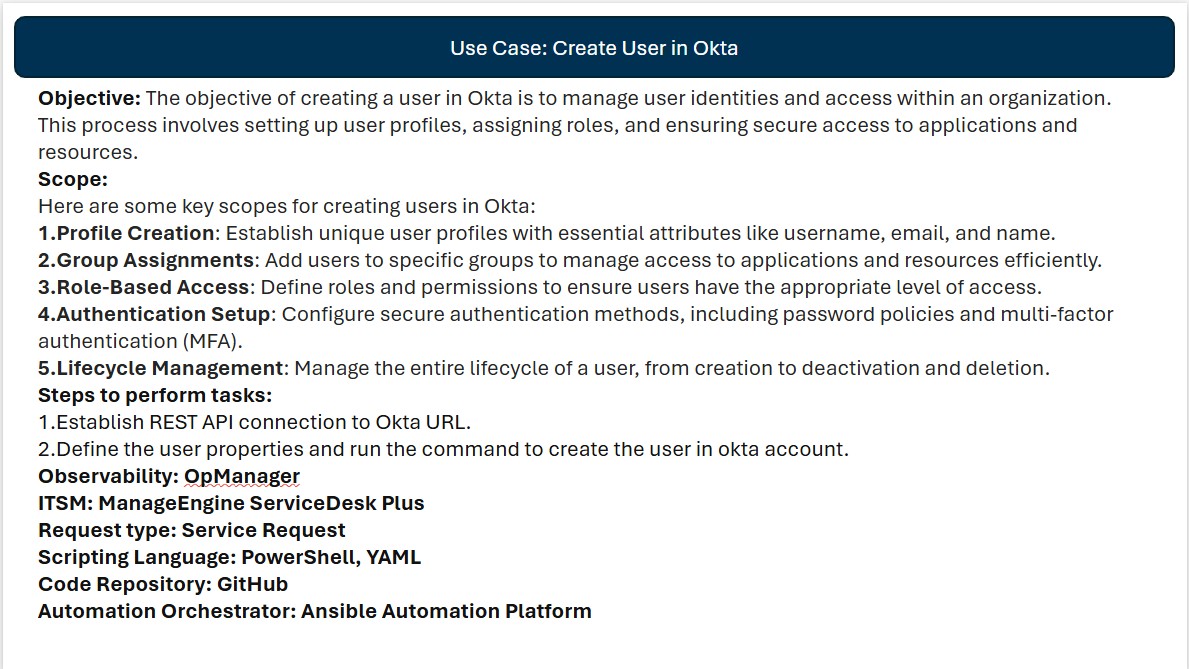 Use Case: Create User in Okta
Objective: The objective of creating a user in Okta is to manage user identities and access within an organization.
This process involves setting up user profiles, assigning roles, and ensuring secure access to applications and
resources.
Scope:
Here are some key scopes for creating users in Okta:
1.Profile Creation: Establish unique user profiles with essential attributes like username, email, and name.
2.Group Assignments: Add users to specific groups to manage access to applications and resources efficiently.
3.Role-Based Access: Define roles and permissions to ensure users have the appropriate level of access.
4.Authentication Setup: Configure secure authentication methods, including password policies and multi-factor
authentication (MFA).
5.Lifecycle Management: Manage the entire lifecycle of a user, from creation to deactivation and deletion.
Steps to perform tasks:
1.Establish REST API connection to Okta URL.
2.Define the user properties and run the command to create the user in okta account.
Observability: OpManager
ITSM: ManageEngine ServiceDesk Plus
Request type: Service Request
Scripting Language: PowerShell, YAML
Code Repository: GitHub
Automation Orchestrator: Ansible Automation Platform